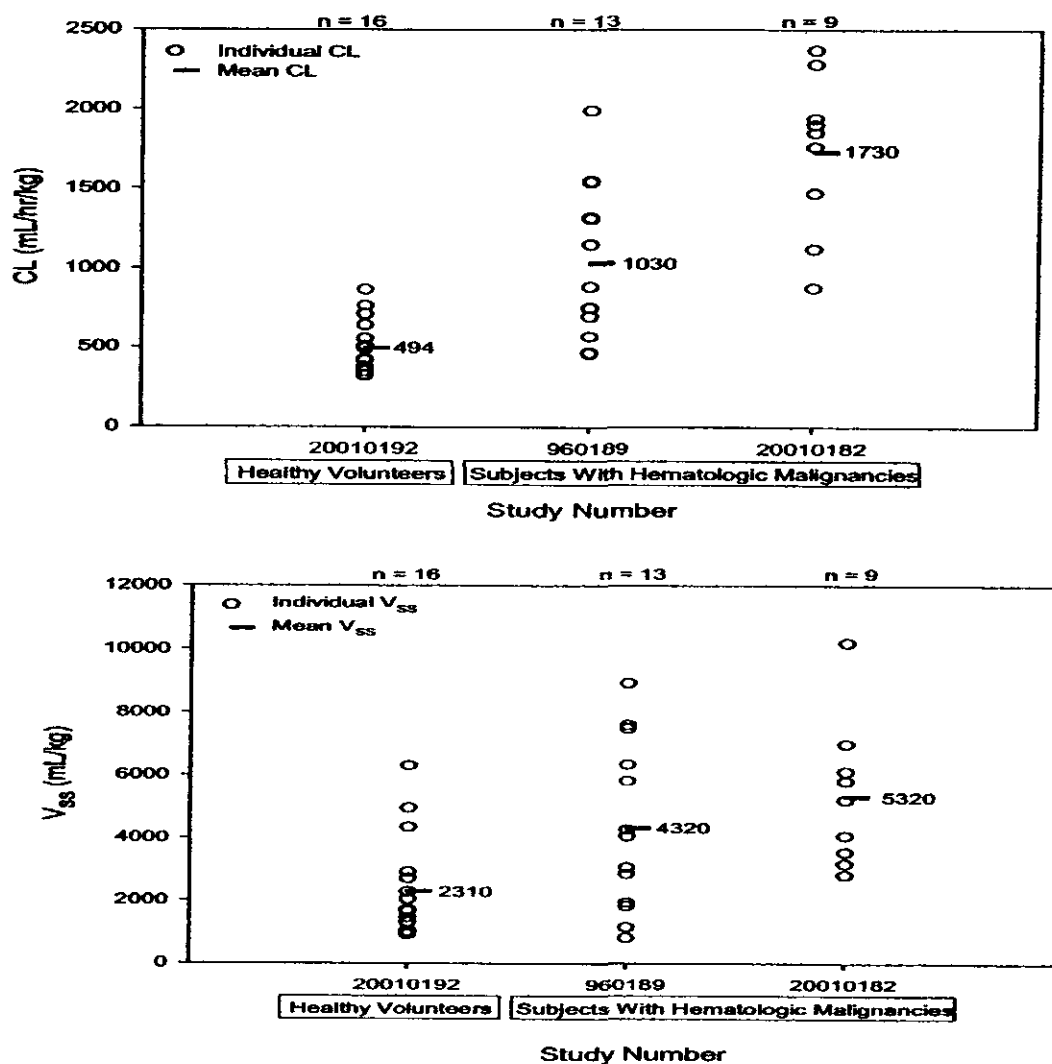 n = 16 n = 13 n = 9
2500
2000
1500
1000
500
0
CL (mL/hr/kg)
Individual CL
Mean CL
494
1030
1730
20010192 960189 20010182
Healthy Volunteers Subjects With Hematologic Malignancies
Study Number
n = 16 n = 13 n = 9
12000
10000
8000
6000
4000
2000
0
Vss (mL/kg)
Individual Vss
Mean Vss
2310
4320
5320
20010192 960189 20010182
Healthy Volunteers Subjects With Hematologic Malignancies
Study Number